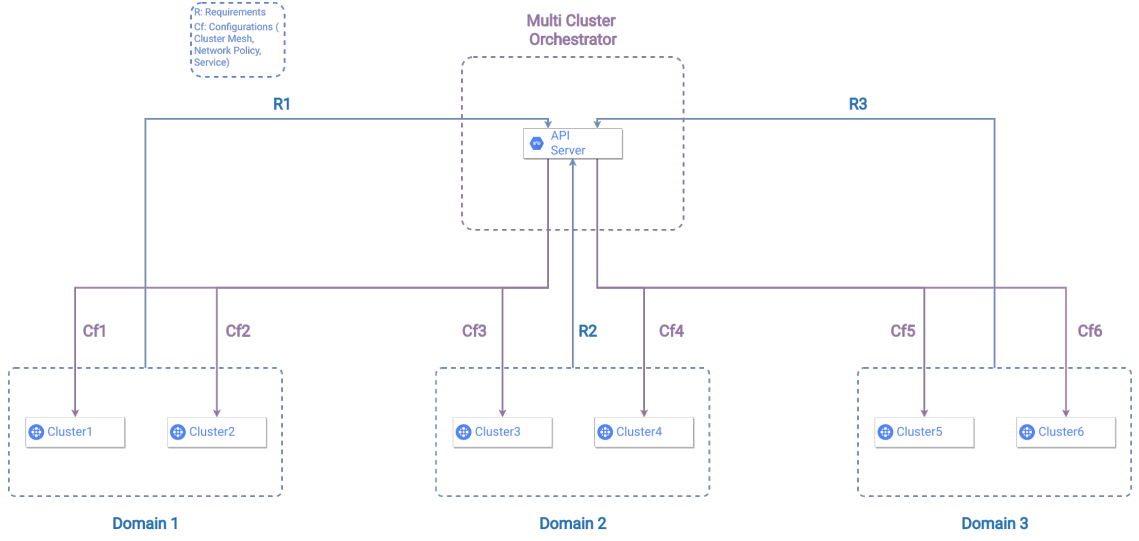 R: Requirements
Cf: Configurations (
Cluster Mesh,
Network Policy,
Service)
Multi Cluster
Orchestrator
R1
R3
API
Server
Cf1
Cf2
Cf3
R2
Cf4
Cf5
Cf6
Cluster1
Cluster2
Cluster3
Cluster4
Cluster5
Cluster6
Domain 1
Domain 2
Domain 3